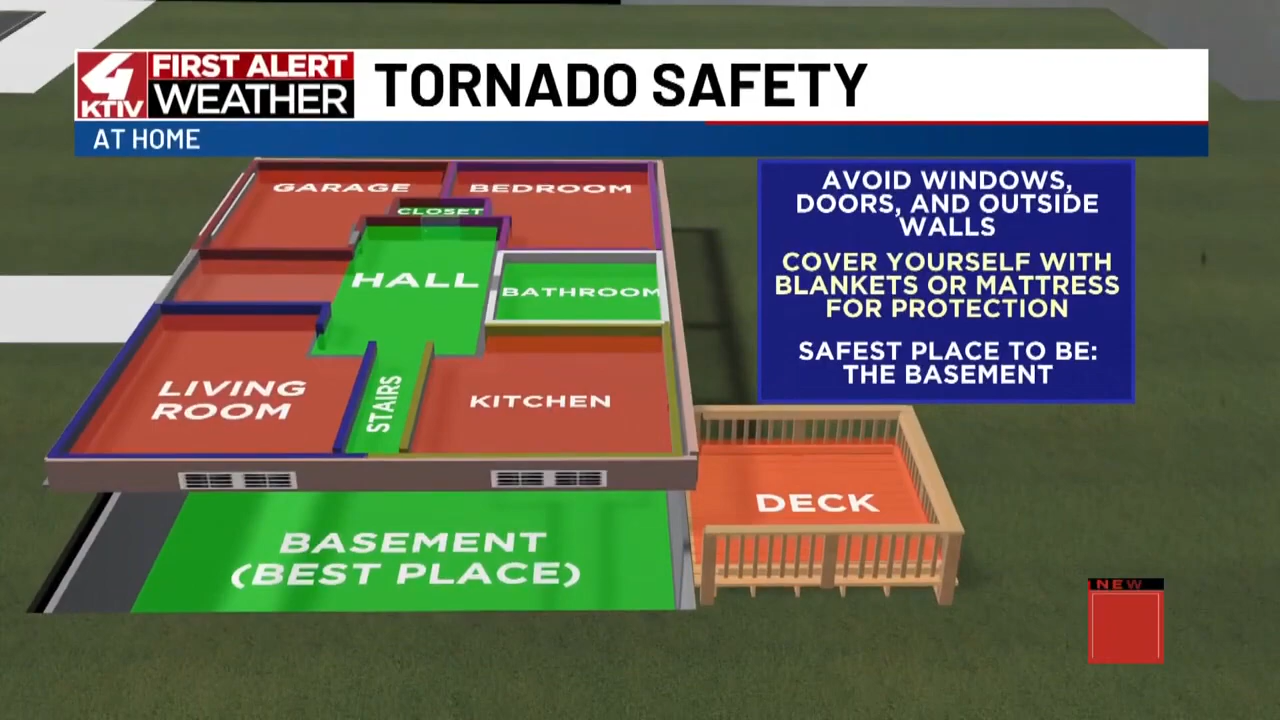 4
KTIV
FIRST ALERT
WEATHER
TORNADO SAFETY
AT HOME
GARAGE
BEDROOM
CLOSET
HALL
BATHROOM
LIVING
ROOM
STAIRS
KITCHEN
DECK
BASEMENT
(BEST PLACE)
AVOID WINDOWS,
DOORS, AND OUTSIDE
WALLS
COVER YOURSELF WITH
BLANKETS OR MATTRESS
FOR PROTECTION
SAFEST PLACE TO BE:
THE BASEMENT
NEW